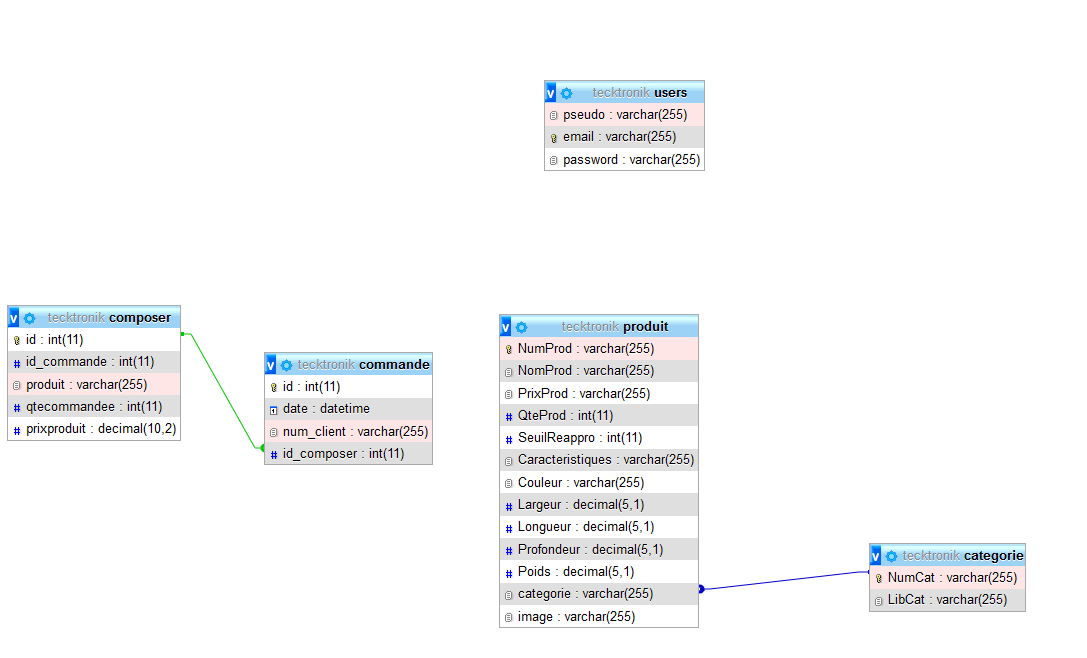 v tecktronik users
pseudo : varchar(255)
email : varchar(255)
password : varchar(255)
v tecktronik composer
id : int(11)
# id_commande : int(11)
produit : varchar(255)
# qtecommandee : int(11)
# prixproduit : decimal(10,2)
v tecktronik commande
id : int(11)
date : datetime
num_client : varchar(255)
# id_composer : int(11)
v tecktronik produit
NumProd : varchar(255)
NomProd : varchar(255)
PrixProd : varchar(255)
# QteProd : int(11)
# SeuilReappro : int(11)
Caracteristiques : varchar(255)
Couleur : varchar(255)
# Largeur : decimal(5,1)
# Longueur : decimal(5,1)
# Profondeur : decimal(5,1)
# Poids : decimal(5,1)
categorie : varchar(255)
image : varchar(255)
v tecktronik categorie
NumCat : varchar(255)
LibCat : varchar(255)